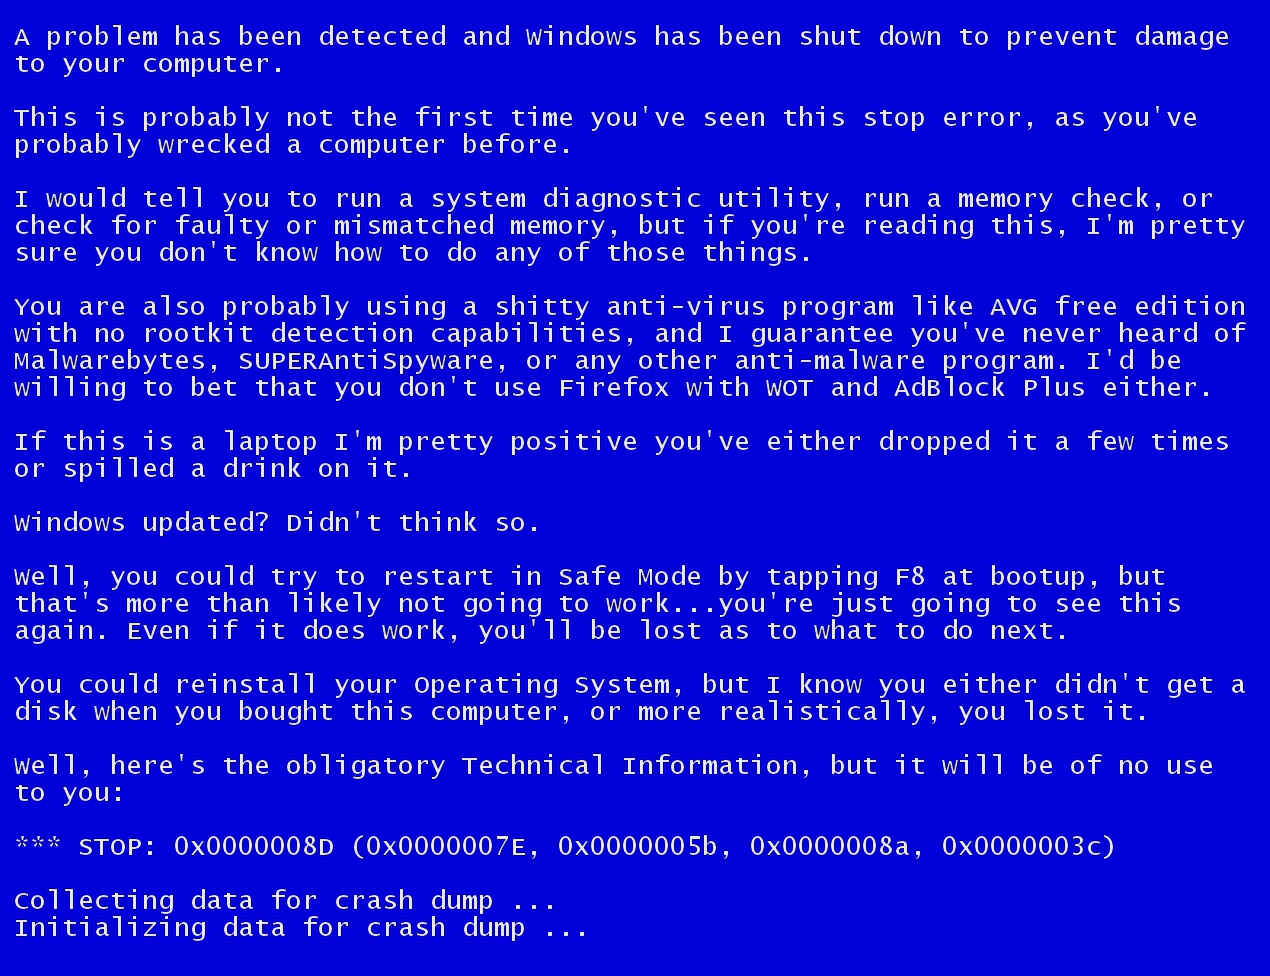 A problem has been detected and Windows has been shut down to prevent damage
to your computer.
This is probably not the first time you've seen this stop error, as you've
probably wrecked a computer before.
I would tell you to run a system diagnostic utility, run a memory check, or
check for faulty or mismatched memory, but if you're reading this, I'm pretty
sure you don't know how to do any of those things.
You are also probably using a shitty anti-virus program like AVG free edition
with no rootkit detection capabilities, and I guarantee you've never heard of
Malwarebytes, SUPERAntiSpyware, or any other anti-malware program. I'd be
willing to bet that you don't use Firefox with WOT and AdBlock Plus either.
If this is a laptop I'm pretty positive you've either dropped it a few times
or spilled a drink on it.
Windows updated? Didn't think so.
Well, you could try to restart in Safe Mode by tapping F8 at bootup, but
that's more than likely not going to work...you're just going to see this
again. Even if it does work, you'll be lost as to what to do next.
You could reinstall your Operating System, but I know you either didn't get a
disk when you bought this computer, or more realistically, you lost it.
Well, here's the obligatory Technical Information, but it will be of no use
to you:
*** STOP: 0x0000008D (0x0000007E, 0x0000005b, 0x0000008a, 0x0000003c)
Collecting data for crash dump ...
Initializing data for crash dump ...